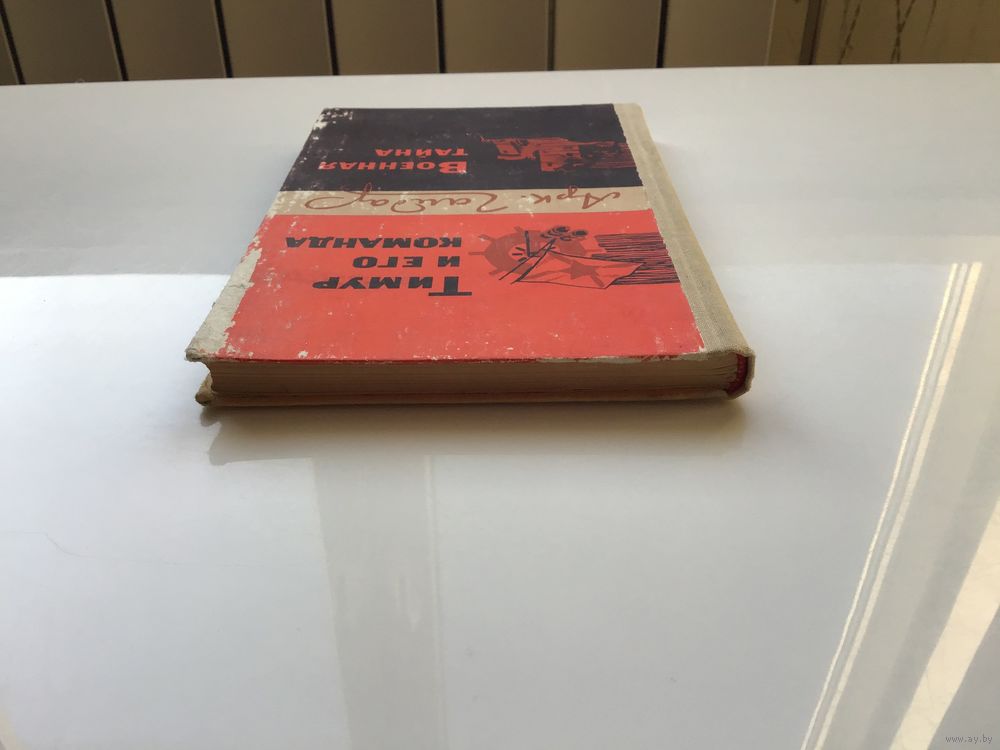 Тимур
и его
команда
Арк. Гайдар
Военная
тайна
www.ay.by